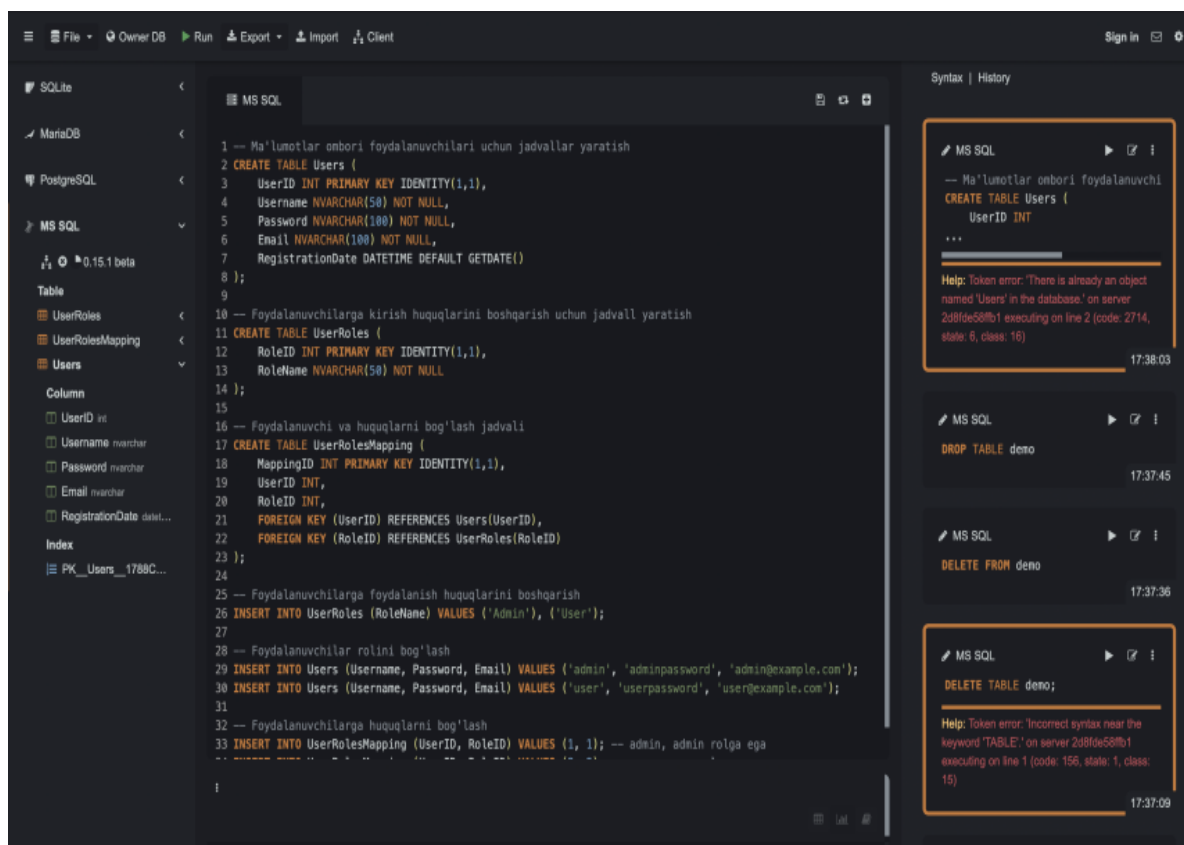 File
Owner DB
Run
Export
Import
Client
Sign in
SQLite
MariaDB
PostgreSQL
MS SQL
0.15.1 beta
Table
UserRoles
UserRolesMapping
Users
Column
UserID int
Username nvarchar
Password nvarchar
Email nvarchar
RegistrationDate datet...
Index
PK__Users__1788C...
MS SQL
1 -- Ma'lumotlar ombori foydalanuvchilari uchun jadvallar yaratish
2 CREATE TABLE Users (
3 UserID INT PRIMARY KEY IDENTITY(1,1),
4 Username NVARCHAR(50) NOT NULL,
5 Password NVARCHAR(100) NOT NULL,
6 Email NVARCHAR(100) NOT NULL,
7 RegistrationDate DATETIME DEFAULT GETDATE()
8 );
9
10 -- Foydalanuvchilarga kirish huquqlarini boshqarish uchun jadvall yaratish
11 CREATE TABLE UserRoles (
12 RoleID INT PRIMARY KEY IDENTITY(1,1),
13 RoleName NVARCHAR(50) NOT NULL
14 );
15
16 -- Foydalanuvchi va huquqlarni bog'lash jadvali
17 CREATE TABLE UserRolesMapping (
18 MappingID INT PRIMARY KEY IDENTITY(1,1),
19 UserID INT,
20 RoleID INT,
21 FOREIGN KEY (UserID) REFERENCES Users(UserID),
22 FOREIGN KEY (RoleID) REFERENCES UserRoles(RoleID)
23 );
24
25 -- Foydalanuvchilarga foydalanish huquqlarini boshqarish
26 INSERT INTO UserRoles (RoleName) VALUES ('Admin'), ('User');
27
28 -- Foydalanuvchilar rolini bog'lash
29 INSERT INTO Users (Username, Password, Email) VALUES ('admin', 'adminpassword', 'admin@example.com');
30 INSERT INTO Users (Username, Password, Email) VALUES ('user', 'userpassword', 'user@example.com');
31
32 -- Foydalanuvchilarga huquqlarni bog'lash
33 INSERT INTO UserRolesMapping (UserID, RoleID) VALUES (1, 1); -- admin, admin rolga ega
Syntax | History
MS SQL
-- Ma'lumotlar ombori foydalanuvchi
CREATE TABLE Users (
UserID INT
...
Help: Token error: 'There is already an object
named 'Users' in the database.' on server
2d8fde58ffb1 executing on line 2 (code: 2714,
state: 6, class: 16)
17:38:03
MS SQL
DROP TABLE demo
17:37:45
MS SQL
DELETE FROM demo
17:37:36
MS SQL
DELETE TABLE demo;
Help: Token error: 'Incorrect syntax near the
keyword 'TABLE'.' on server 2d8fde58ffb1
executing on line 1 (code: 156, state: 1, class:
15)
17:37:09